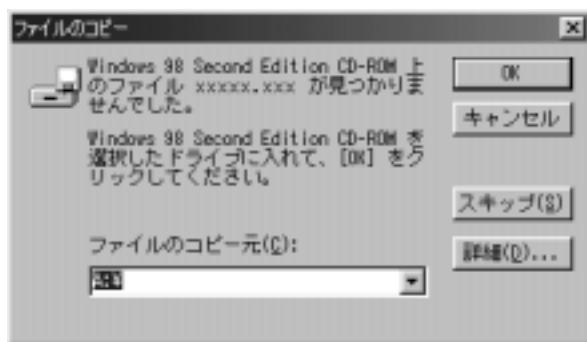 ファイルのコピー
Windows 98 Second Edition CD-ROM 上
のファイル xxxxx.xxx が見つかりま
せんでした。
Windows 98 Second Edition CD-ROM を
選択したドライブに入れて、[OK] をク
リックしてください。
ファイルのコピー元(C):
OK
キャンセル
スキップ(S)
詳細(D)...